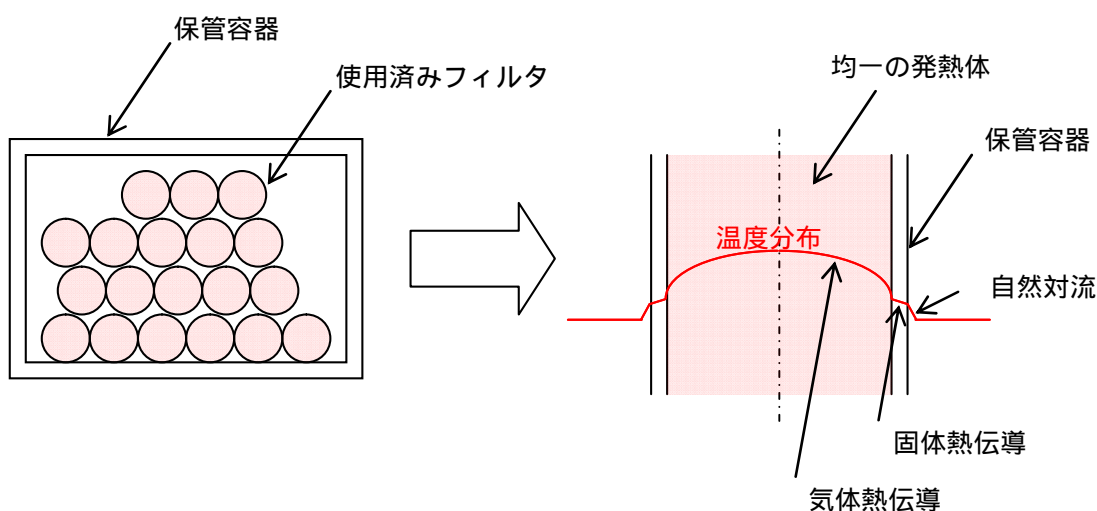 保管容器
使用済みフィルタ
均一の発熱体
保管容器
温度分布
自然対流
固体熱伝導
気体熱伝導